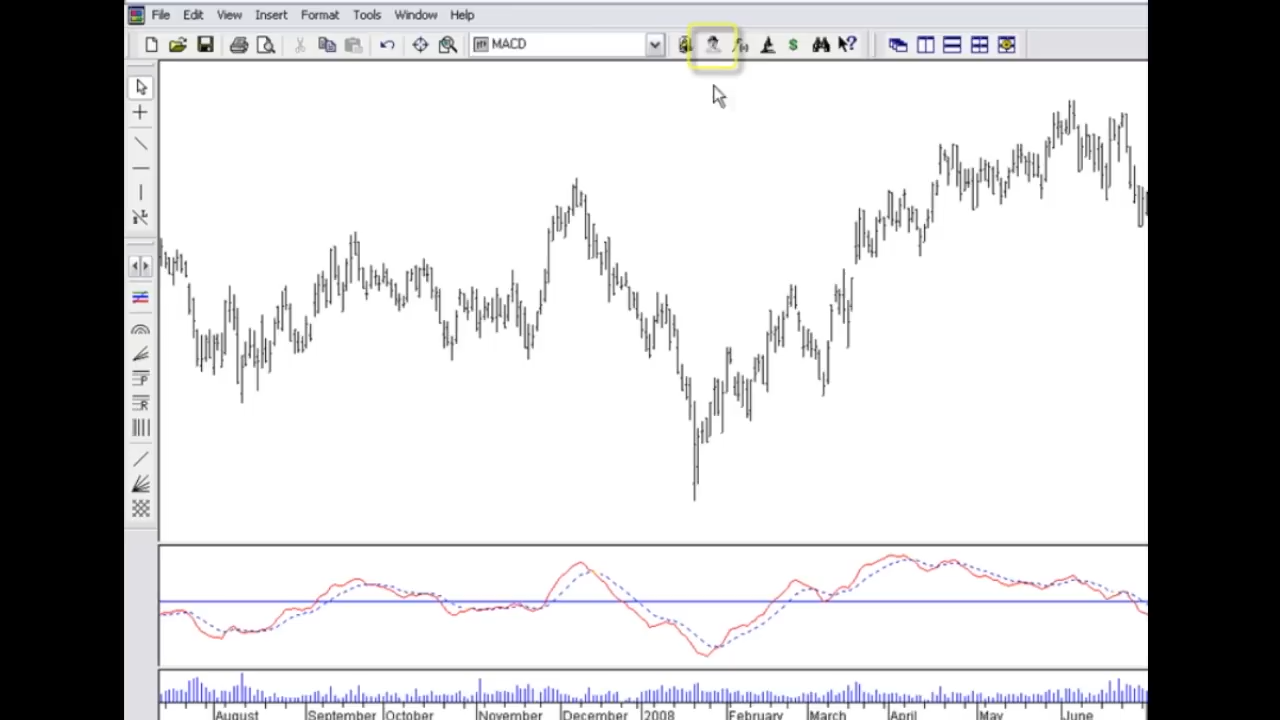 File Edit View Insert Format Tools Window Help
MACD
August September October November December 2008 February March April May June